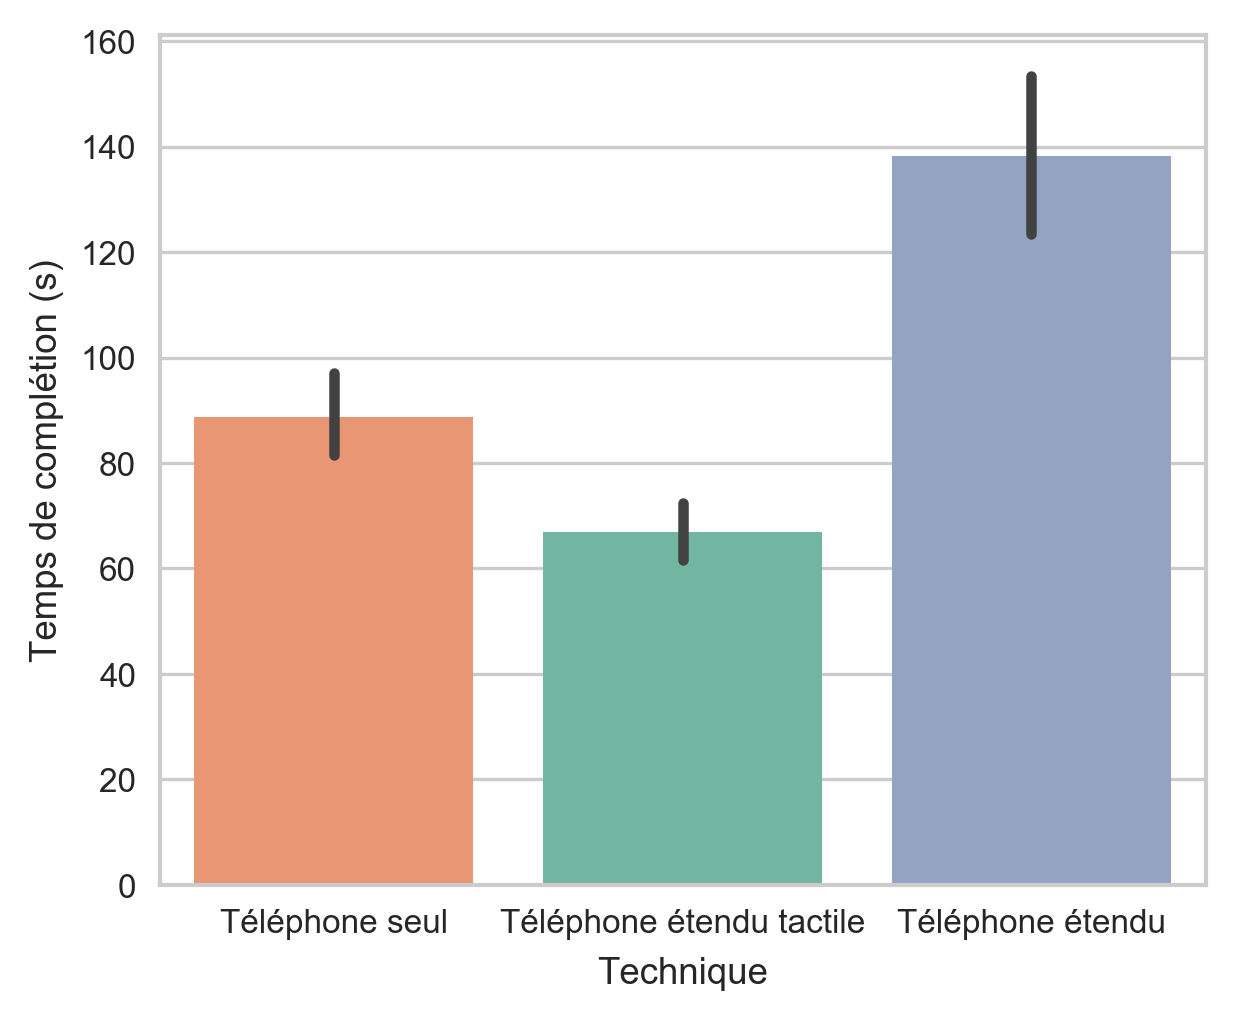 160
140
120
100
80
60
40
20
0
Temps de complétion (s)
Téléphone seul
Téléphone étendu tactile
Téléphone étendu
Technique